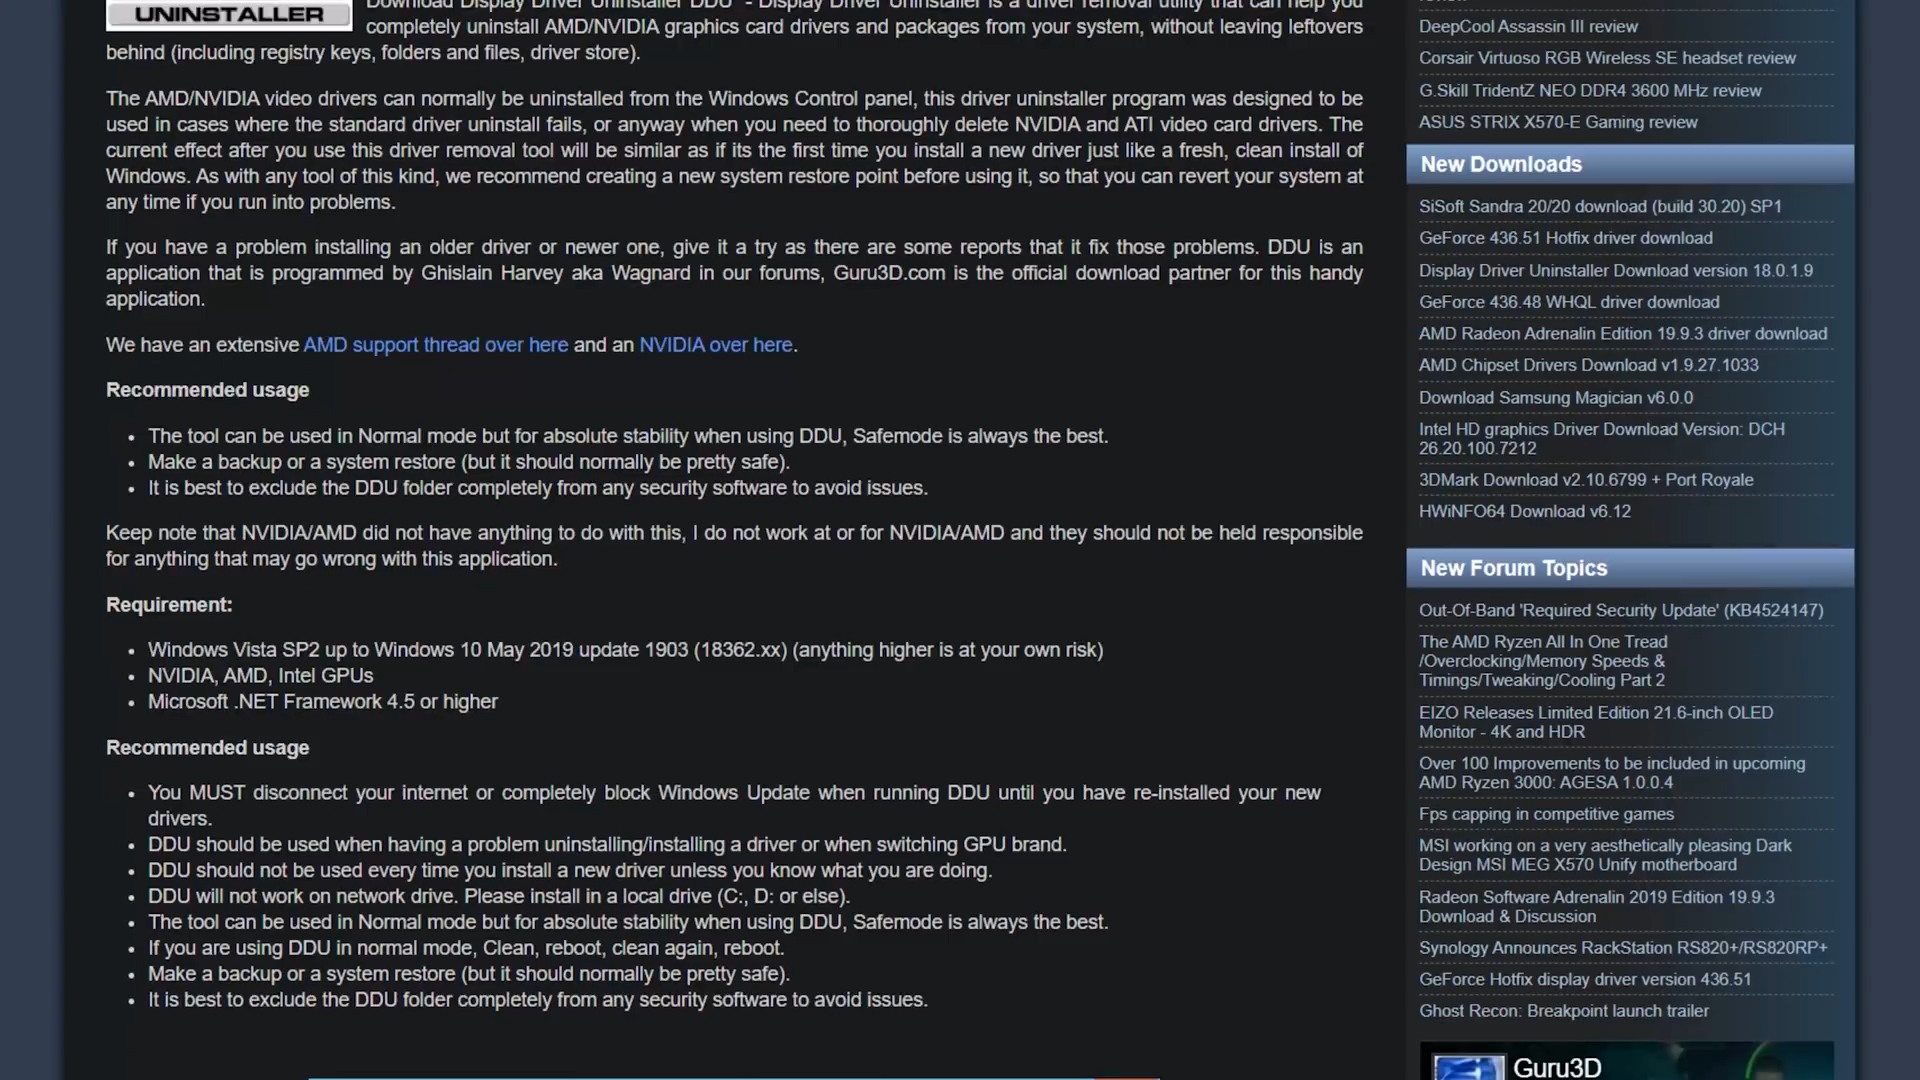 UNINSTALLER
Download Display Driver Uninstaller DDU - Display Driver Uninstaller is a driver removal utility that can help you
completely uninstall AMD/NVIDIA graphics card drivers and packages from your system, without leaving leftovers
behind (including registry keys, folders and files, driver store).
The AMD/NVIDIA video drivers can normally be uninstalled from the Windows Control panel, this driver uninstaller program was designed to be
used in cases where the standard driver uninstall fails, or anyway when you need to thoroughly delete NVIDIA and ATI video card drivers. The
current effect after you use this driver removal tool will be similar as if its the first time you install a new driver just like a fresh, clean install of
Windows. As with any tool of this kind, we recommend creating a new system restore point before using it, so that you can revert your system at
any time if you run into problems.
If you have a problem installing an older driver or newer one, give it a try as there are some reports that it fix those problems. DDU is an
application that is programmed by Ghislain Harvey aka Wagnard in our forums, Guru3D.com is the official download partner for this handy
application.
We have an extensive AMD support thread over here and an NVIDIA over here.
Recommended usage
• The tool can be used in Normal mode but for absolute stability when using DDU, Safemode is always the best.
• Make a backup or a system restore (but it should normally be pretty safe).
• It is best to exclude the DDU folder completely from any security software to avoid issues.
Keep note that NVIDIA/AMD did not have anything to do with this, I do not work at or for NVIDIA/AMD and they should not be held responsible
for anything that may go wrong with this application.
Requirement:
• Windows Vista SP2 up to Windows 10 May 2019 update 1903 (18362.xx) (anything higher is at your own risk)
• NVIDIA, AMD, Intel GPUs
• Microsoft .NET Framework 4.5 or higher
Recommended usage
• You MUST disconnect your internet or completely block Windows Update when running DDU until you have re-installed your new
drivers.
• DDU should be used when having a problem uninstalling/installing a driver or when switching GPU brand.
• DDU should not be used every time you install a new driver unless you know what you are doing.
• DDU will not work on network drive. Please install in a local drive (C:, D: or else).
• The tool can be used in Normal mode but for absolute stability when using DDU, Safemode is always the best.
• If you are using DDU in normal mode, Clean, reboot, clean again, reboot.
• Make a backup or a system restore (but it should normally be pretty safe).
• It is best to exclude the DDU folder completely from any security software to avoid issues.
DeepCool Assassin III review
Corsair Virtuoso RGB Wireless SE headset review
G.Skill TridentZ NEO DDR4 3600 MHz review
ASUS STRIX X570-E Gaming review
New Downloads
SiSoft Sandra 20/20 download (build 30.20) SP1
GeForce 436.51 Hotfix driver download
Display Driver Uninstaller Download version 18.0.1.9
GeForce 436.48 WHQL driver download
AMD Radeon Adrenalin Edition 19.9.3 driver download
AMD Chipset Drivers Download v1.9.27.1033
Download Samsung Magician v6.0.0
Intel HD graphics Driver Download Version: DCH
26.20.100.7212
3DMark Download v2.10.6799 + Port Royale
HWiNFO64 Download v6.12
New Forum Topics
Out-Of-Band 'Required Security Update' (KB4524147)
The AMD Ryzen All In One Tread
/Overclocking/Memory Speeds &
Timings/Tweaking/Cooling Part 2
EIZO Releases Limited Edition 21.6-inch OLED
Monitor - 4K and HDR
Over 100 Improvements to be included in upcoming
AMD Ryzen 3000: AGESA 1.0.0.4
Fps capping in competitive games
MSI working on a very aesthetically pleasing Dark
Design MSI MEG X570 Unify motherboard
Radeon Software Adrenalin 2019 Edition 19.9.3
Download & Discussion
Synology Announces RackStation RS820+/RS820RP+
GeForce Hotfix display driver version 436.51
Ghost Recon: Breakpoint launch trailer
Guru3D